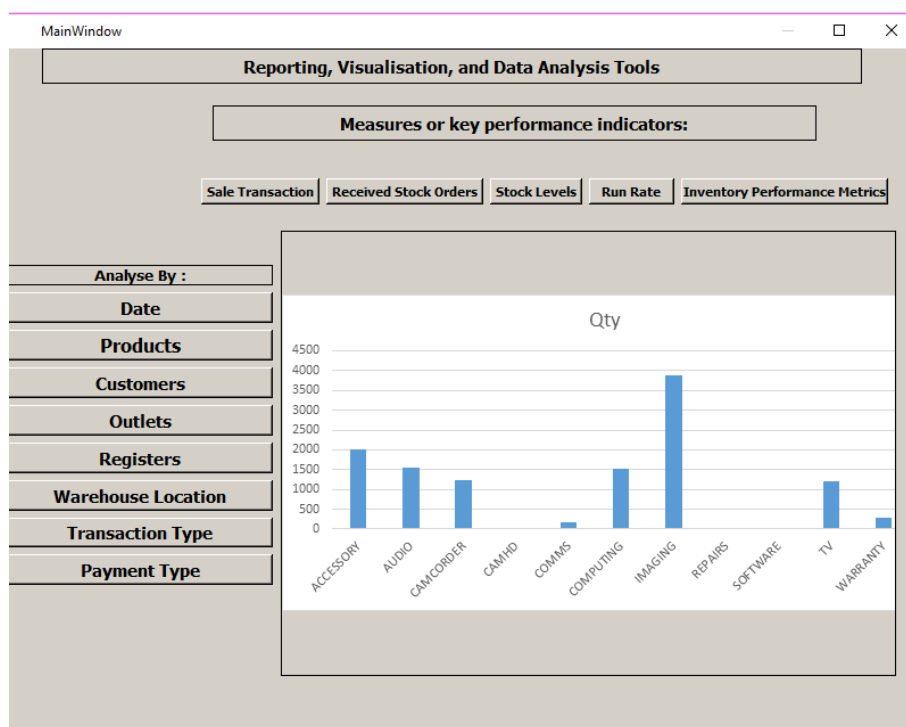 MainWindow
Reporting, Visualisation, and Data Analysis Tools
Measures or key performance indicators:
Sale Transaction Received Stock Orders Stock Levels Run Rate Inventory Performance Metrics
Analyse By :
Date
Products
Customers
Outlets
Registers
Warehouse Location
Transaction Type
Payment Type
Qty
4500
4000
3500
3000
2500
2000
1500
1000
500
0
ACCESSORY AUDIO CAMCORDER CAMHD COMMS COMPUTING IMAGING REPAIRS SOFTWARE TV WARRANTY